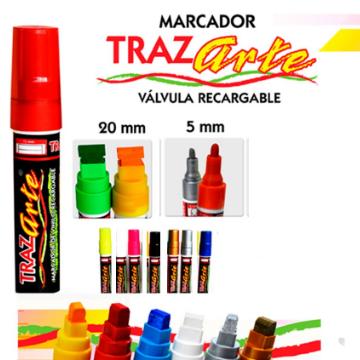 MARCADOR
TRAZ Arte
VÁLVULA RECARGABLE
20 mm
5 mm
TRAZ Arte